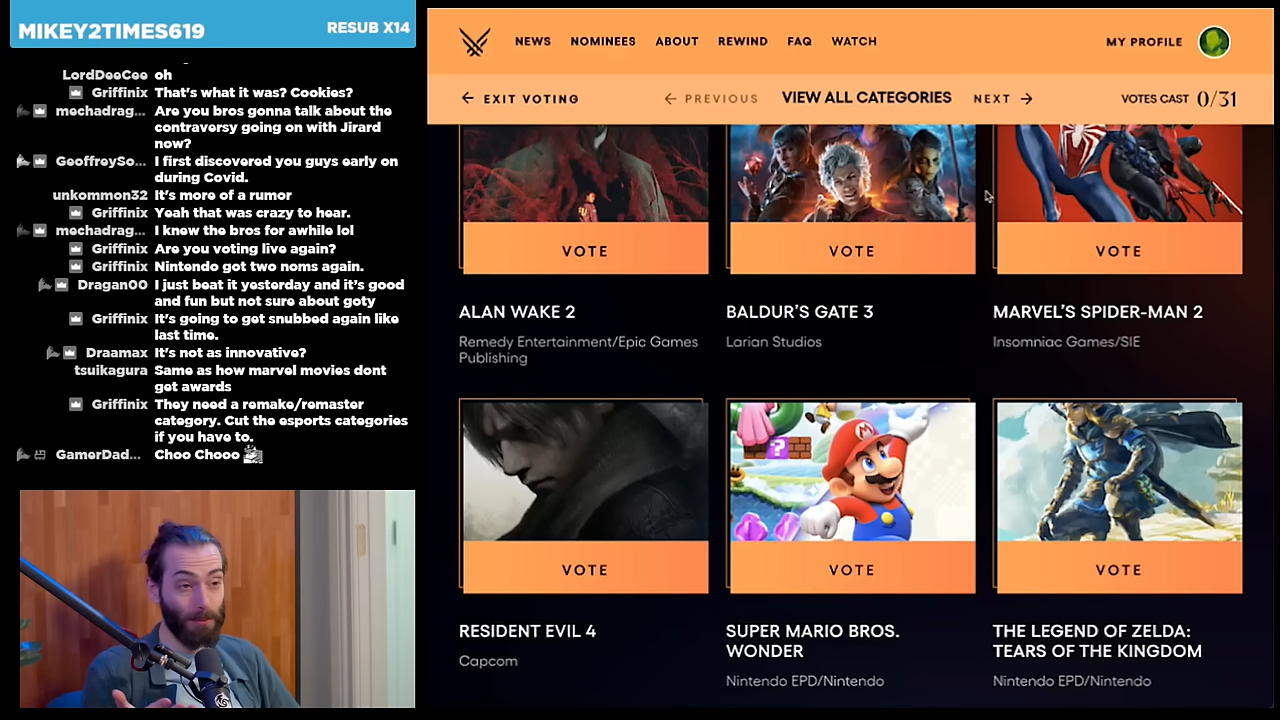 MIKEY2TIMES619
RESUB X14
LordDeeCee oh
Griffinix That's what it was? Cookies?
mechadrag... Are you bros gonna talk about the
contraversy going on with Jirard
now?
GeoffreySo... I first discovered you guys early on
during Covid.
unkommon32 It's more of a rumor
Griffinix Yeah that was crazy to hear.
mechadrag... I knew the bros for awhile lol
Griffinix Are you voting live again?
Griffinix Nintendo got two noms again.
Dragan00 I just beat it yesterday and it's good
and fun but not sure about goty
Griffinix It's going to get snubbed again like
last time.
Draamax It's not as innovative?
tsuikagura Same as how marvel movies dont
get awards
Griffinix They need a remake/remaster
category. Cut the esports categories
if you have to.
GamerDad... Choo Chooo
NEWS NOMINEES ABOUT REWIND FAQ WATCH
MY PROFILE
← EXIT VOTING
← PREVIOUS
VIEW ALL CATEGORIES
NEXT →
VOTES CAST 0/31
VOTE
VOTE
VOTE
ALAN WAKE 2
Remedy Entertainment/Epic Games
Publishing
BALDUR'S GATE 3
Larian Studios
MARVEL'S SPIDER-MAN 2
Insomniac Games/SIE
VOTE
VOTE
VOTE
RESIDENT EVIL 4
Capcom
SUPER MARIO BROS.
WONDER
Nintendo EPD/Nintendo
THE LEGEND OF ZELDA:
TEARS OF THE KINGDOM
Nintendo EPD/Nintendo